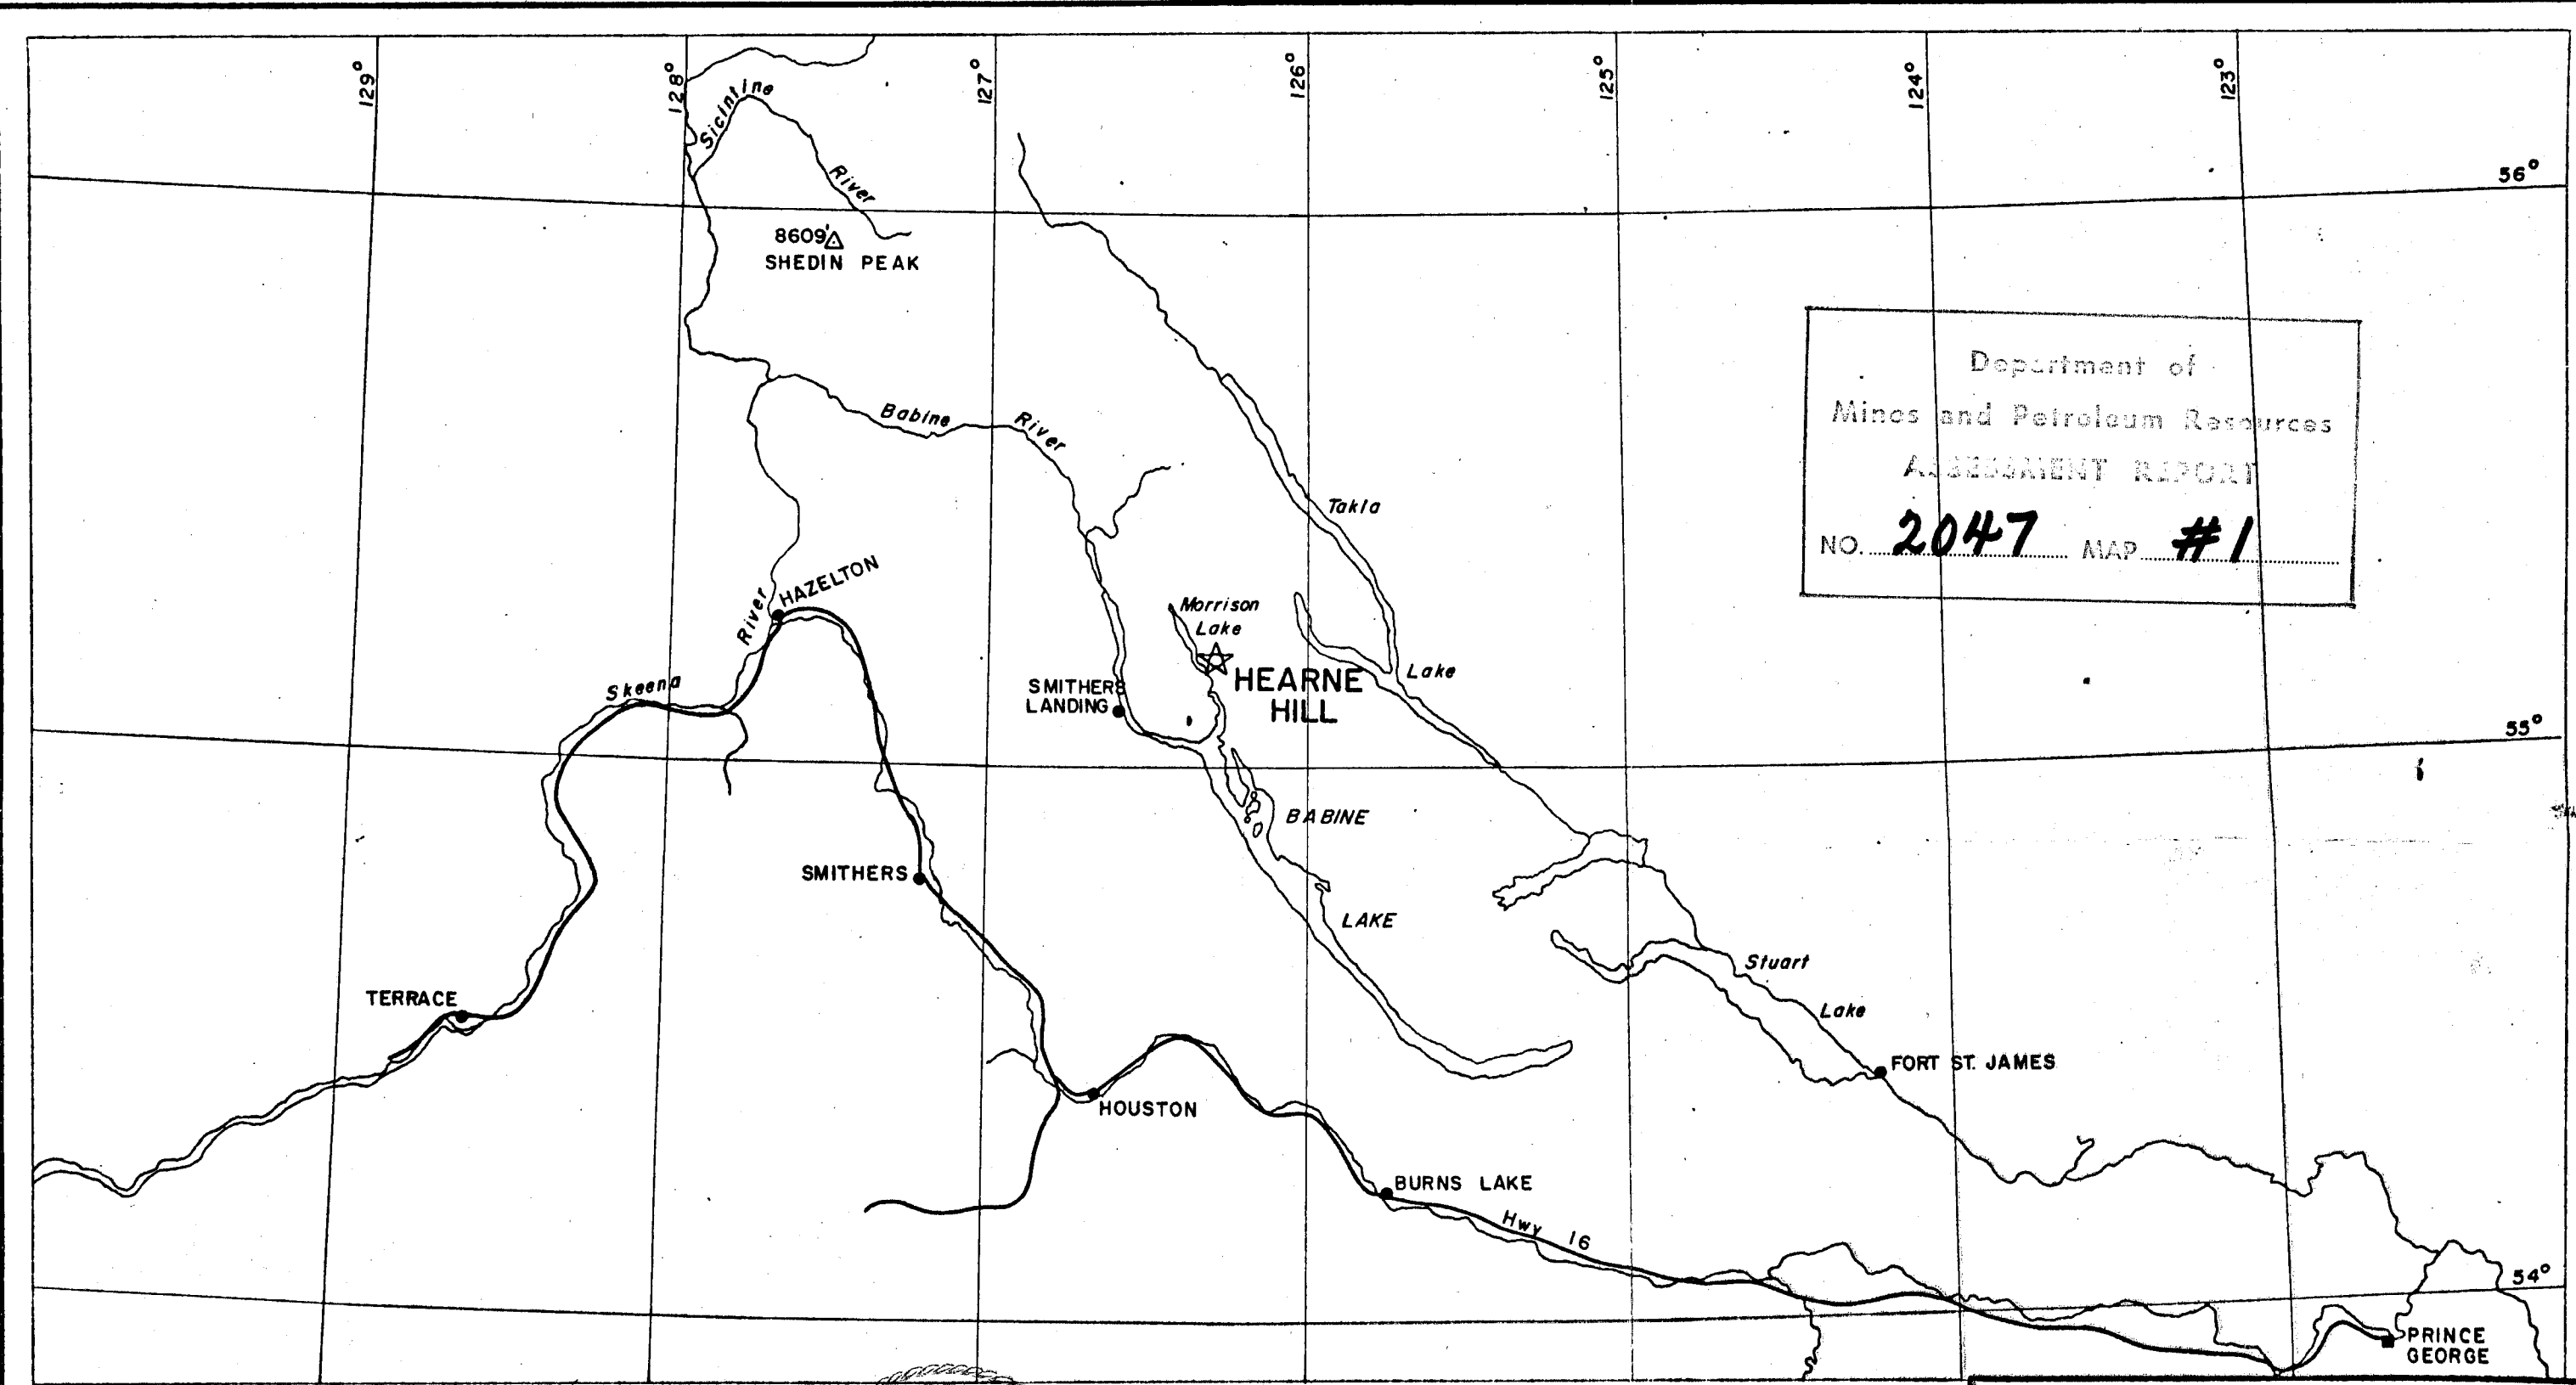 129°
128°
127°
126°
125°
124°
123°
Sicintine
River
56°
8609'
SHEDIN PEAK
Department of
Mines and Petroleum Resources
ASSESSMENT REPORT
NO. 2047 MAP #1
Babine River
Takla
Lake
HAZELTON
River
Skeena
Morrison
Lake
HEARNE
HILL
SMITHERS
LANDING
55°
BABINE
LAKE
SMITHERS
Stuart
Lake
TERRACE
FORT ST. JAMES
HOUSTON
BURNS LAKE
Hwy 16
54°
PRINCE
GEORGE